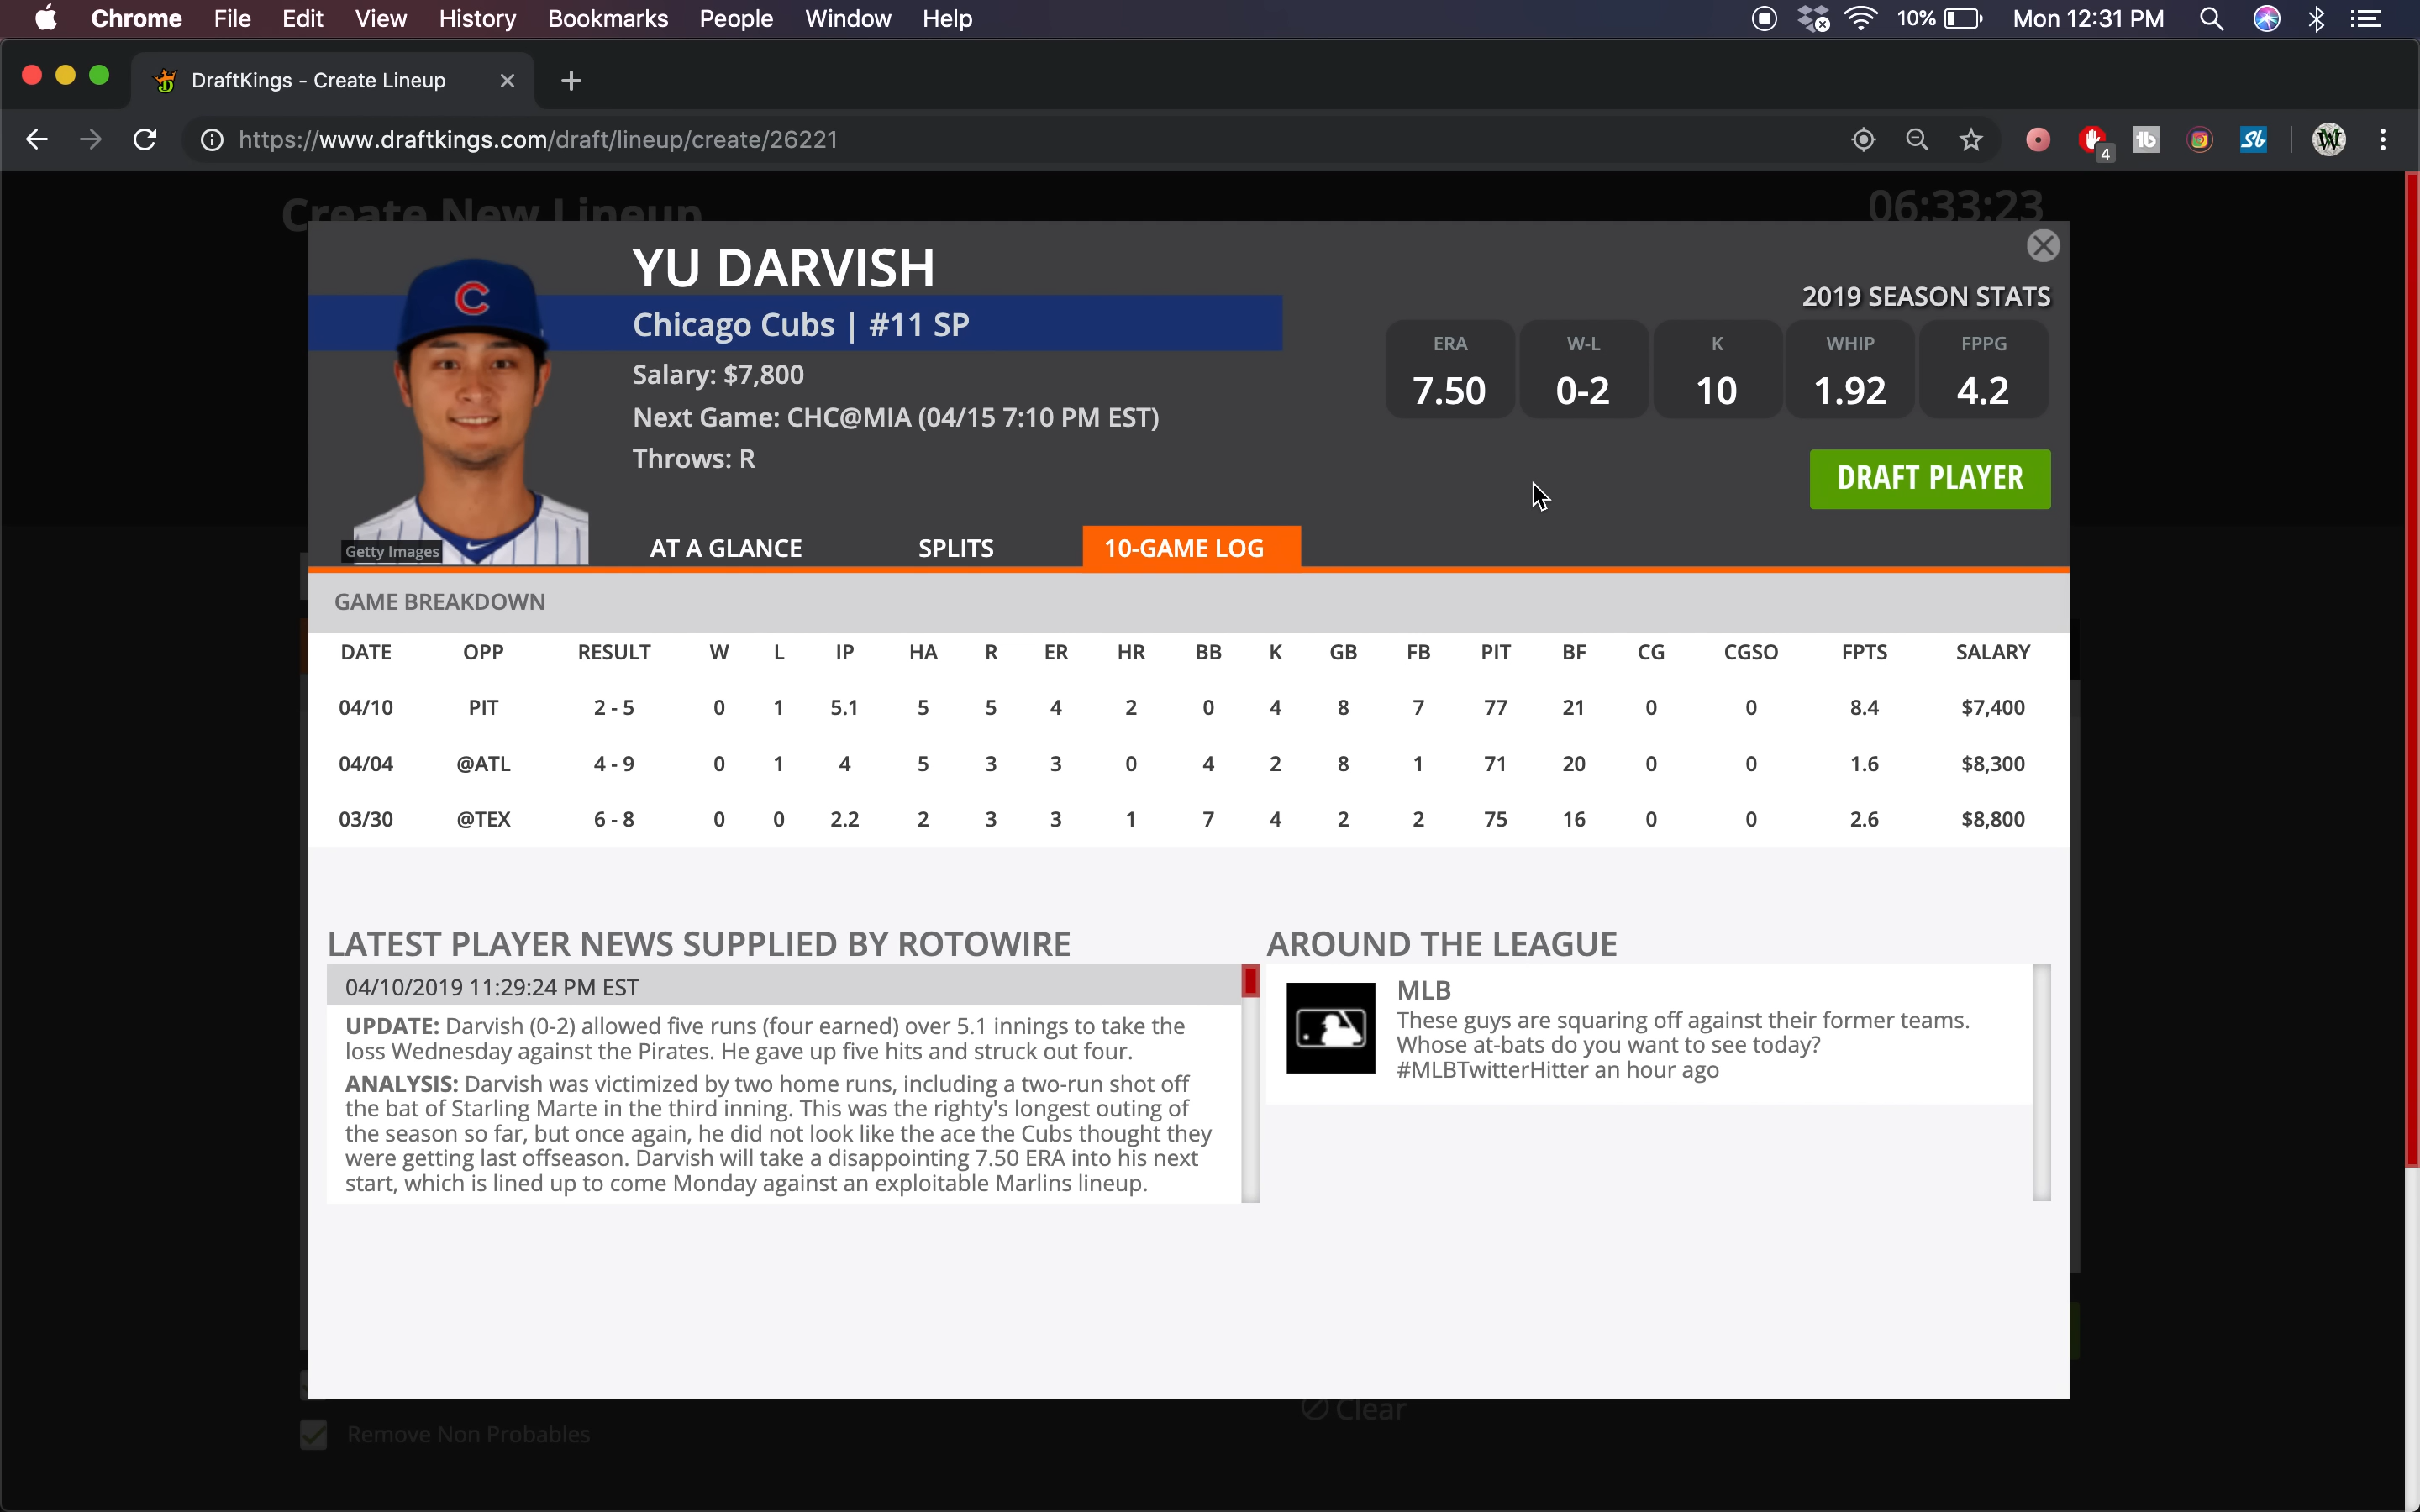 Chrome File Edit View History Bookmarks People Window Help 10% Mon 12:31 PM
DraftKings - Create Lineup
https://www.draftkings.com/draft/lineup/create/26221
4 tb Sb W
Create New Lineup 06:33:23
C
YU DARVISH
Chicago Cubs | #11 SP
Salary: $7,800
Next Game: CHC@MIA (04/15 7:10 PM EST)
Throws: R
2019 SEASON STATS
ERA W-L K WHIP FPPG
7.50 0-2 10 1.92 4.2
DRAFT PLAYER
Getty Images
AT A GLANCE SPLITS 10-GAME LOG
GAME BREAKDOWN
DATE OPP RESULT W L IP HA R ER HR BB K GB FB PIT BF CG CGSO FPTS SALARY
04/10 PIT 2 - 5 0 1 5.1 5 5 4 2 0 4 8 7 77 21 0 0 8.4 $7,400
04/04 @ATL 4 - 9 0 1 4 5 3 3 0 4 2 8 1 71 20 0 0 1.6 $8,300
03/30 @TEX 6 - 8 0 0 2.2 2 3 3 1 7 4 2 2 75 16 0 0 2.6 $8,800
LATEST PLAYER NEWS SUPPLIED BY ROTOWIRE
04/10/2019 11:29:24 PM EST
UPDATE: Darvish (0-2) allowed five runs (four earned) over 5.1 innings to take the
loss Wednesday against the Pirates. He gave up five hits and struck out four.
ANALYSIS: Darvish was victimized by two home runs, including a two-run shot off
the bat of Starling Marte in the third inning. This was the righty's longest outing of
the season so far, but once again, he did not look like the ace the Cubs thought they
were getting last offseason. Darvish will take a disappointing 7.50 ERA into his next
start, which is lined up to come Monday against an exploitable Marlins lineup.
AROUND THE LEAGUE
MLB
These guys are squaring off against their former teams.
Whose at-bats do you want to see today?
#MLBTwitterHitter an hour ago
Clear
Remove Non Probables